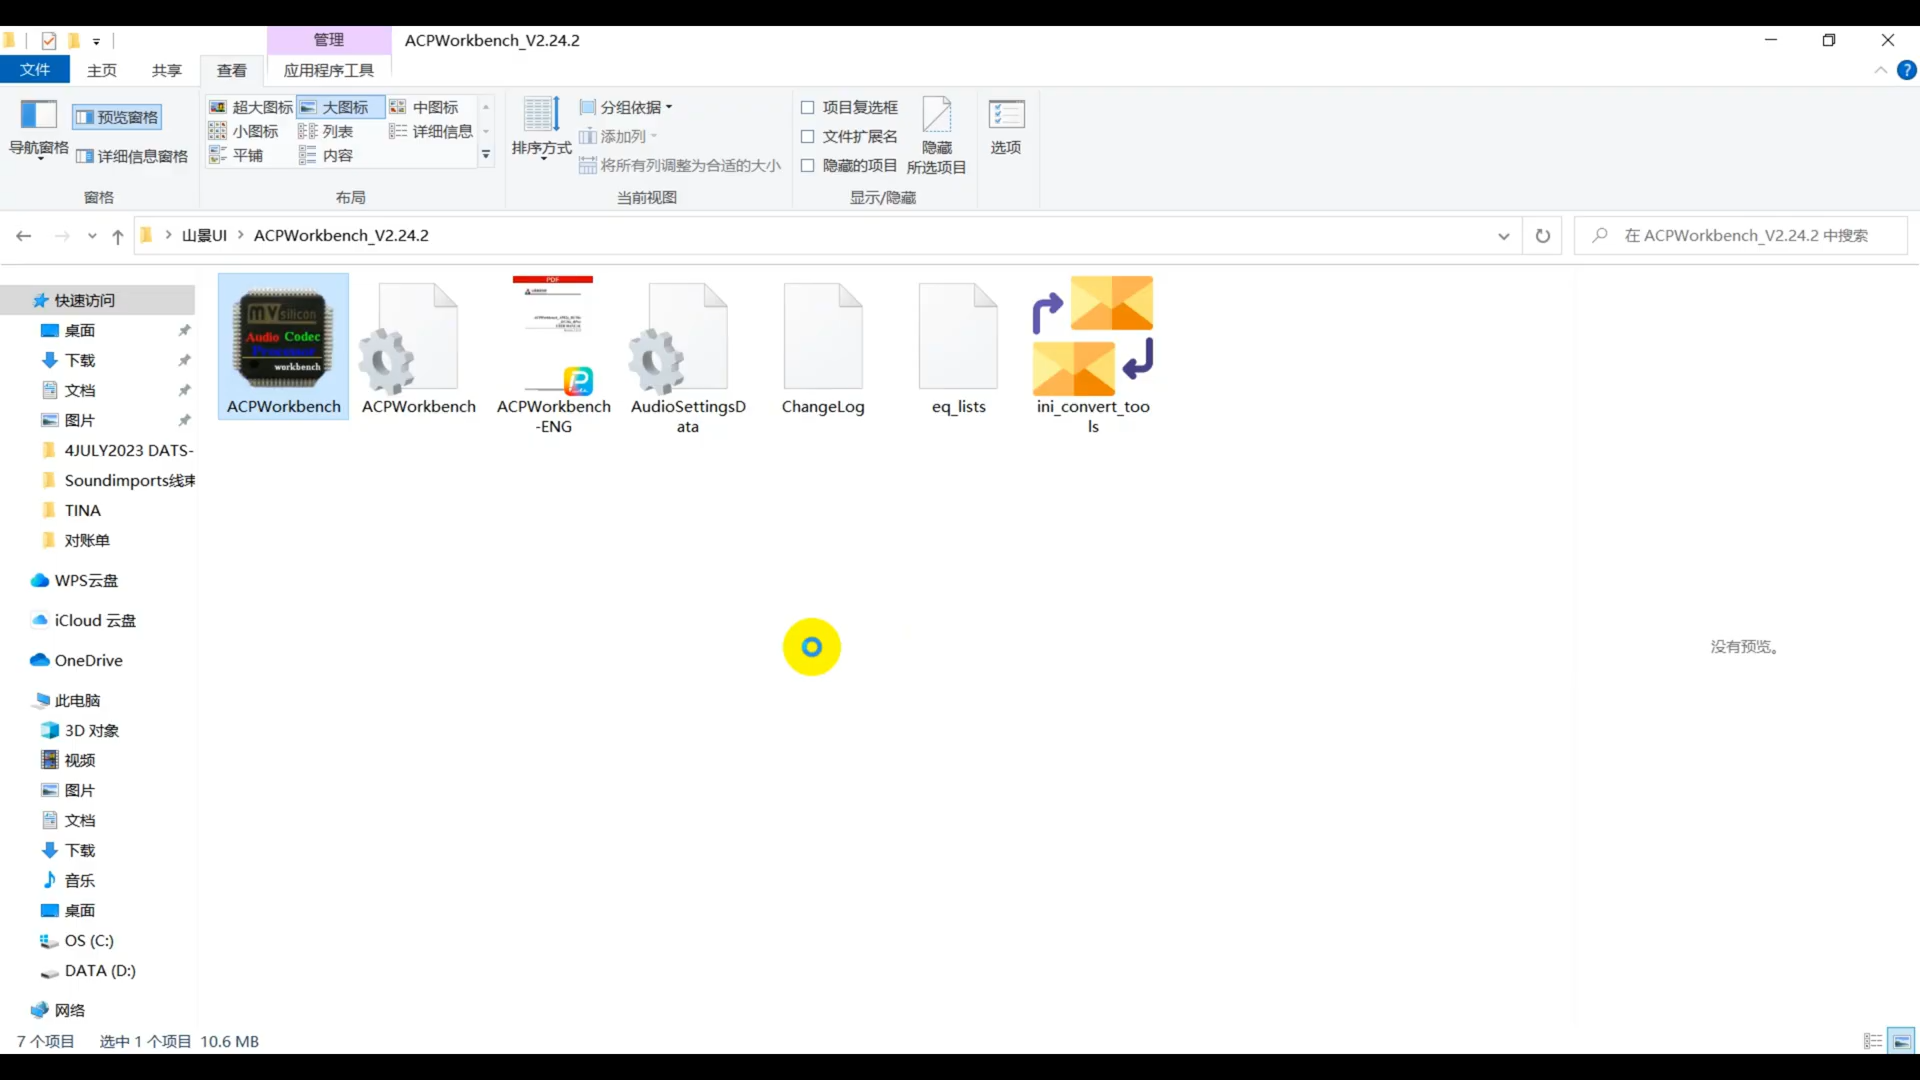 管理
ACPWorkbench_V2.24.2
文件
主页
共享
查看
应用程序工具
导航窗格
预览窗格
详细信息窗格
窗格
超大图标
大图标
中图标
小图标
列表
详细信息
平铺
内容
布局
排序方式
分组依据
添加列
将所有列调整为合适的大小
当前视图
项目复选框
文件扩展名
隐藏的项目
隐藏
所选项目
显示/隐藏
选项
山景UI
ACPWorkbench_V2.24.2
在 ACPWorkbench_V2.24.2 中搜索
快速访问
桌面
下载
文档
图片
4JULY2023 DATS-
Soundimports线束
TINA
对账单
WPS云盘
iCloud 云盘
OneDrive
此电脑
3D 对象
视频
图片
文档
下载
音乐
桌面
OS (C:)
DATA (D:)
网络
MVsilicon
Audio Codec
Processor
workbench
ACPWorkbench
ACPWorkbench
PDF
ACPWorkbench
-ENG
AudioSettingsD
ata
ChangeLog
eq_lists
ini_convert_too
ls
没有预览。
7 个项目
选中 1 个项目 10.6 MB